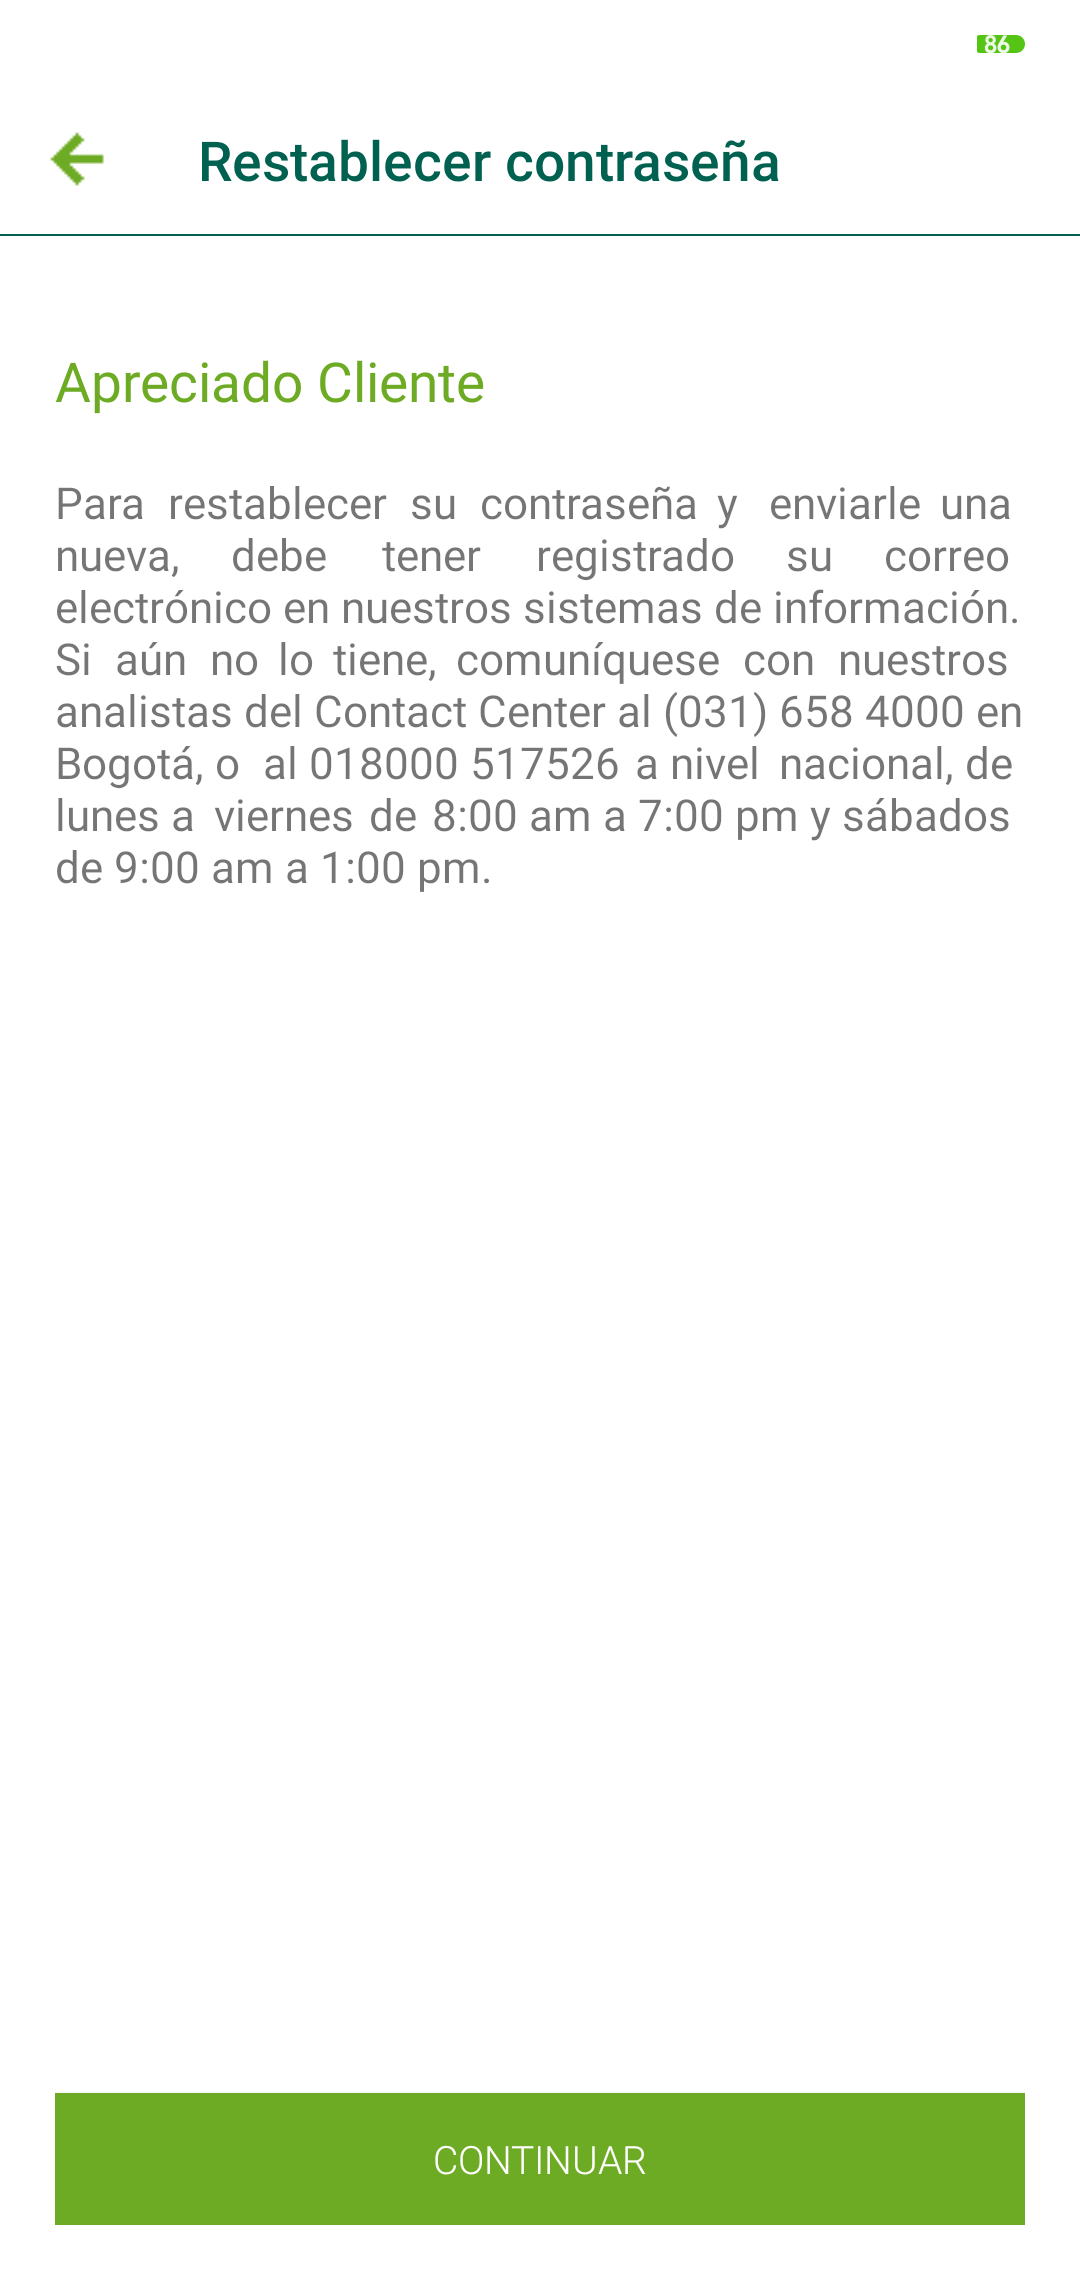 86
Restablecer contraseña
Apreciado Cliente
Para restablecer su contraseña y enviarle una
nueva, debe tener registrado su correo
electrónico en nuestros sistemas de información.
Si aún no lo tiene, comuníquese con nuestros
analistas del Contact Center al (031) 658 4000 en
Bogotá, o al 018000 517526 a nivel nacional, de
lunes a viernes de 8:00 am a 7:00 pm y sábados
de 9:00 am a 1:00 pm.
CONTINUAR